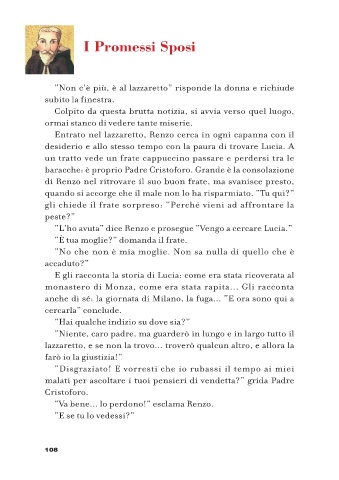 I Promessi Sposi
"Non c'è più, è al lazzaretto" risponde la donna e richiude
subito la finestra.
Colpito da questa brutta notizia, si avvia verso quel luogo,
ormai stanco di vedere tante miserie.
Entrato nel lazzaretto, Renzo cerca in ogni capanna con il
desiderio e allo stesso tempo con la paura di trovare Lucia. A
un tratto vede un frate cappuccino passare e perdersi tra le
baracche: è proprio Padre Cristoforo. Grande è la consolazione
di Renzo nel ritrovare il suo buon frate, ma svanisce presto,
quando si accorge che il male non lo ha risparmiato. "Tu qui?"
gli chiede il frate sorpreso: "Perché vieni ad affrontare la
peste?"
"L'ho avuta" dice Renzo e prosegue "Vengo a cercare Lucia."
"È tua moglie?" domanda il frate.
"No che non è mia moglie. Non sa nulla di quello che è
accaduto?"
E gli racconta la storia di Lucia: come era stata ricoverata al
monastero di Monza, come era stata rapita... Gli racconta
anche di sé: la giornata di Milano, la fuga... "E ora sono qui a
cercarla" conclude.
"Hai qualche indizio su dove sia?"
"Niente, caro padre, ma guarderò in lungo e in largo tutto il
lazzaretto, e se non la trovo... troverò qualcun altro, e allora la
farò io la giustizia!"
"Disgraziato! E vorresti che io rubassi il tempo ai miei
malati per ascoltare i tuoi pensieri di vendetta?" grida Padre
Cristoforo.
"Va bene... lo perdono!" esclama Renzo.
"E se tu lo vedessi?"
108